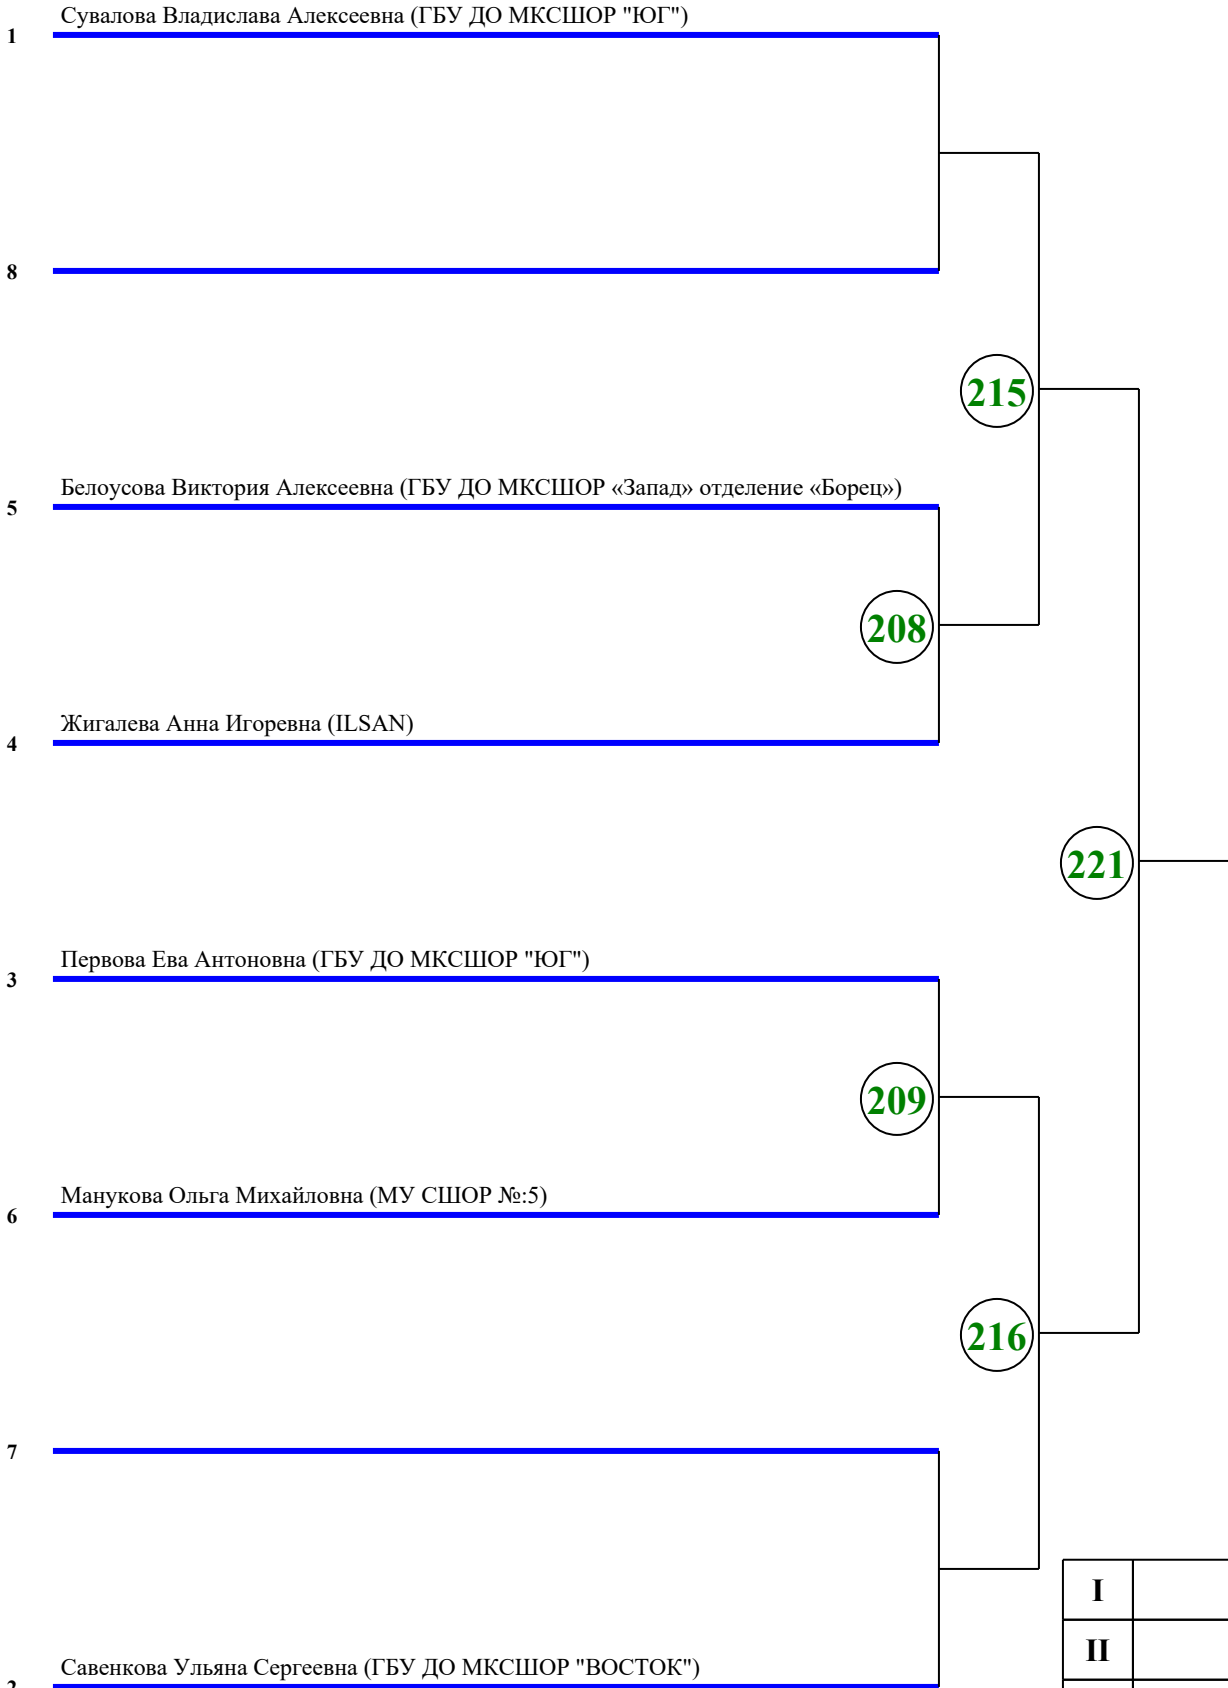 Сувалова Владислава Алексеевна (ГБУ ДО МКСШОР "ЮГ")
1
8
215
Белоусова Виктория Алексеевна (ГБУ ДО МКСШОР «Запад» отделение «Борец»)
5
208
Жигалева Анна Игоревна (ILSAN)
4
221
Первова Ева Антоновна (ГБУ ДО МКСШОР "ЮГ")
3
209
Манукова Ольга Михайловна (МУ СШОР №:5)
6
216
7
I
II
Савенкова Ульяна Сергеевна (ГБУ ДО МКСШОР "ВОСТОК")
2